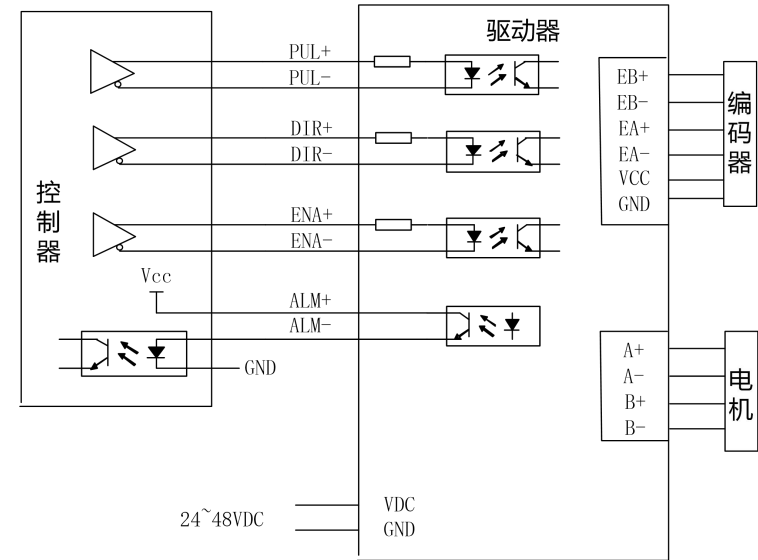 控制器
PUL+
PUL-
DIR+
DIR-
ENA+
ENA-
Vcc
ALM+
ALM-
GND
24~48VDC
驱动器
VDC
GND
EB+
EB-
EA+
EA-
VCC
GND
编码器
A+
A-
B+
B-
电机